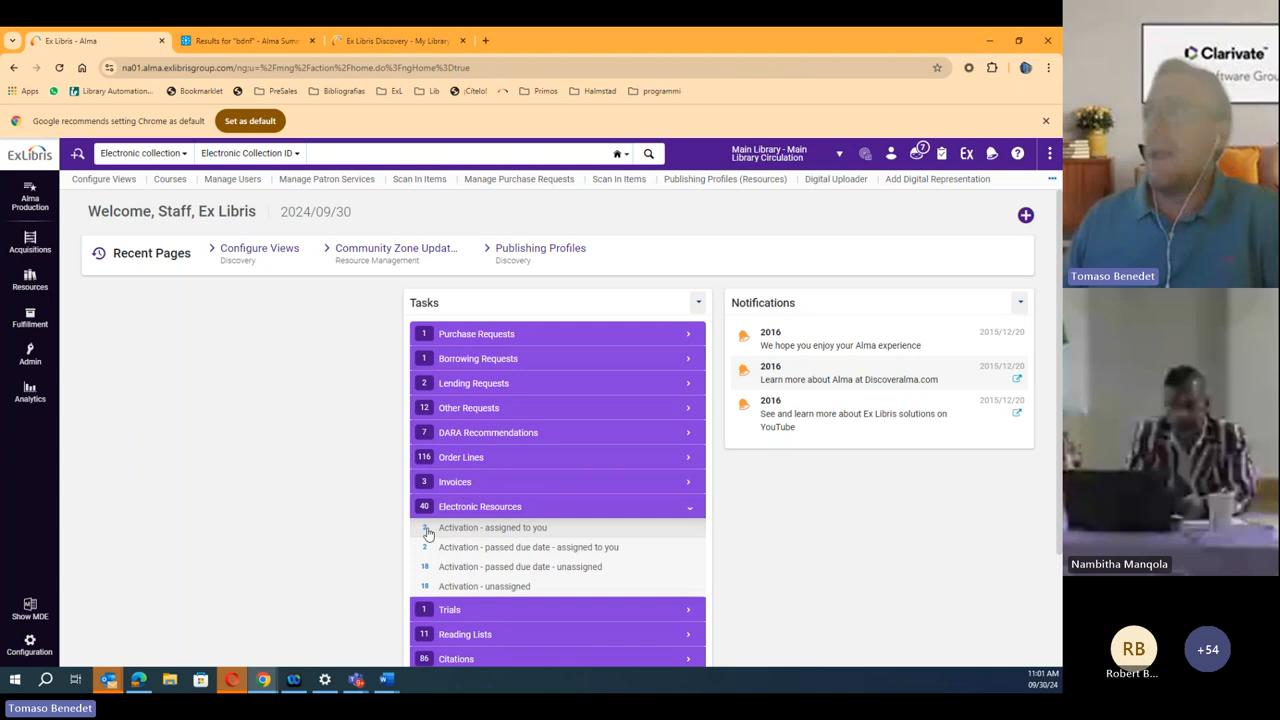 Ex Libris - Alma
Results for "bdnf" - Alma Sum
Ex Libris Discovery - My Library
na01.alma.exlibrisgroup.com/ng:u=%2Fmng%2Faction%2Fhome.do%3FngHome%3Dtrue
Apps
Library Automation...
Bookmarklet
PreSales
Bibliografias
ExL
Lib
¡Cítelo!
Primos
Halmstad
programmi
Google recommends setting Chrome as default
Set as default
ExLibris
Electronic collection
Electronic Collection ID
Main Library - Main
Library Circulation
7
Ex
Configure Views
Courses
Manage Users
Manage Patron Services
Scan In Items
Manage Purchase Requests
Scan In Items
Publishing Profiles (Resources)
Digital Uploader
Add Digital Representation
Alma
Production
Acquisitions
Resources
Fulfillment
Admin
Analytics
Show MDE
Configuration
Welcome, Staff, Ex Libris
2024/09/30
Recent Pages
Configure Views
Discovery
Community Zone Updat...
Resource Management
Publishing Profiles
Discovery
Tasks
1 Purchase Requests
1 Borrowing Requests
2 Lending Requests
12 Other Requests
7 DARA Recommendations
116 Order Lines
3 Invoices
40 Electronic Resources
2 Activation - assigned to you
2 Activation - passed due date - assigned to you
18 Activation - passed due date - unassigned
18 Activation - unassigned
1 Trials
11 Reading Lists
86 Citations
Notifications
2016 2015/12/20
We hope you enjoy your Alma experience
2016 2015/12/20
Learn more about Alma at Discoveralma.com
2016 2015/12/20
See and learn more about Ex Libris solutions on
YouTube
11:01 AM
09/30/24
Tomaso Benedet
Clarivate™
oftware Grou
Tomaso Benedet
Nambitha Manqola
RB
Robert B...
+54